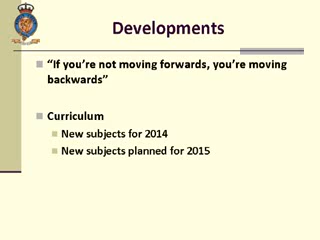 Developments
“If you’re not moving forwards, you’re moving
backwards”
Curriculum
New subjects for 2014
New subjects planned for 2015